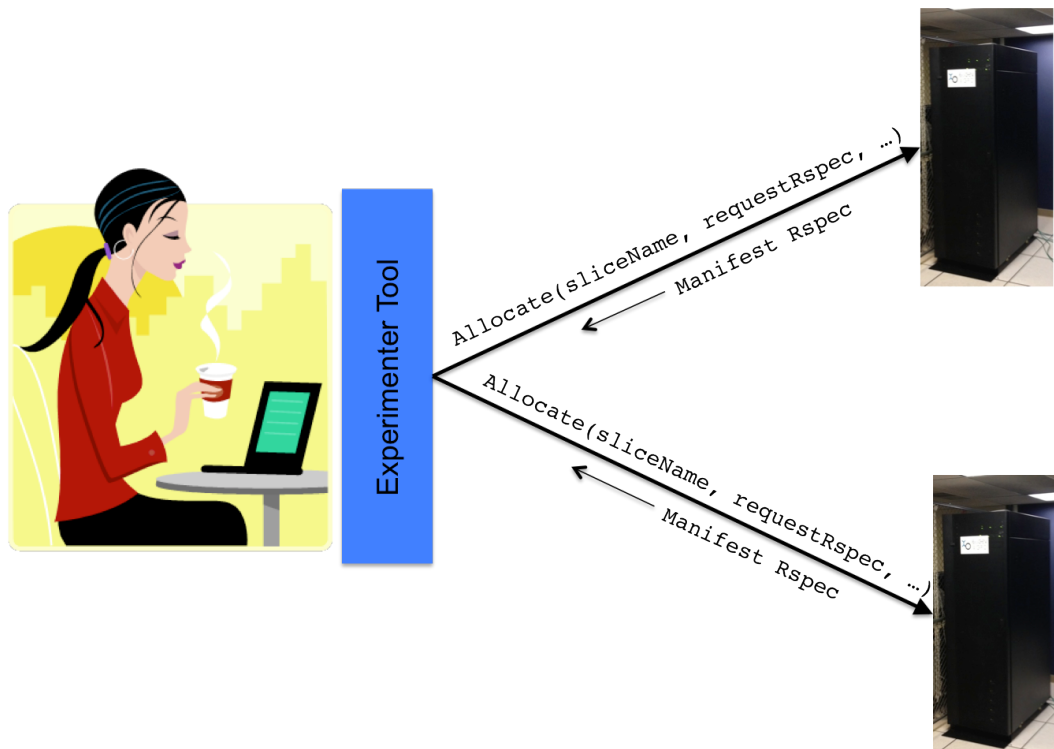 Experimenter Tool
Allocate(sliceName, requestRspec, …)
Manifest Rspec
Allocate(sliceName, requestRspec, …)
Manifest Rspec